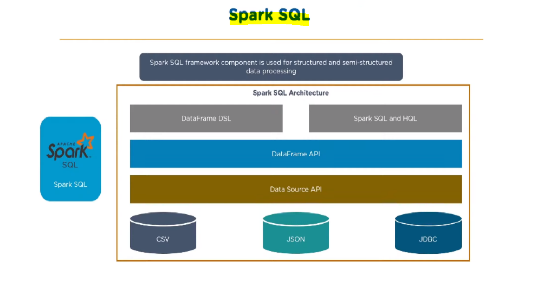 Spark SQL
Spark SQL framework component is used for structured and semi-structured
data processing
Spark SQL Architecture
DataFrame DSL
Spark SQL and HQL
DataFrame API
Data Source API
CSV
JSON
JDBC
APACHE
Spark
SQL
Spark SQL